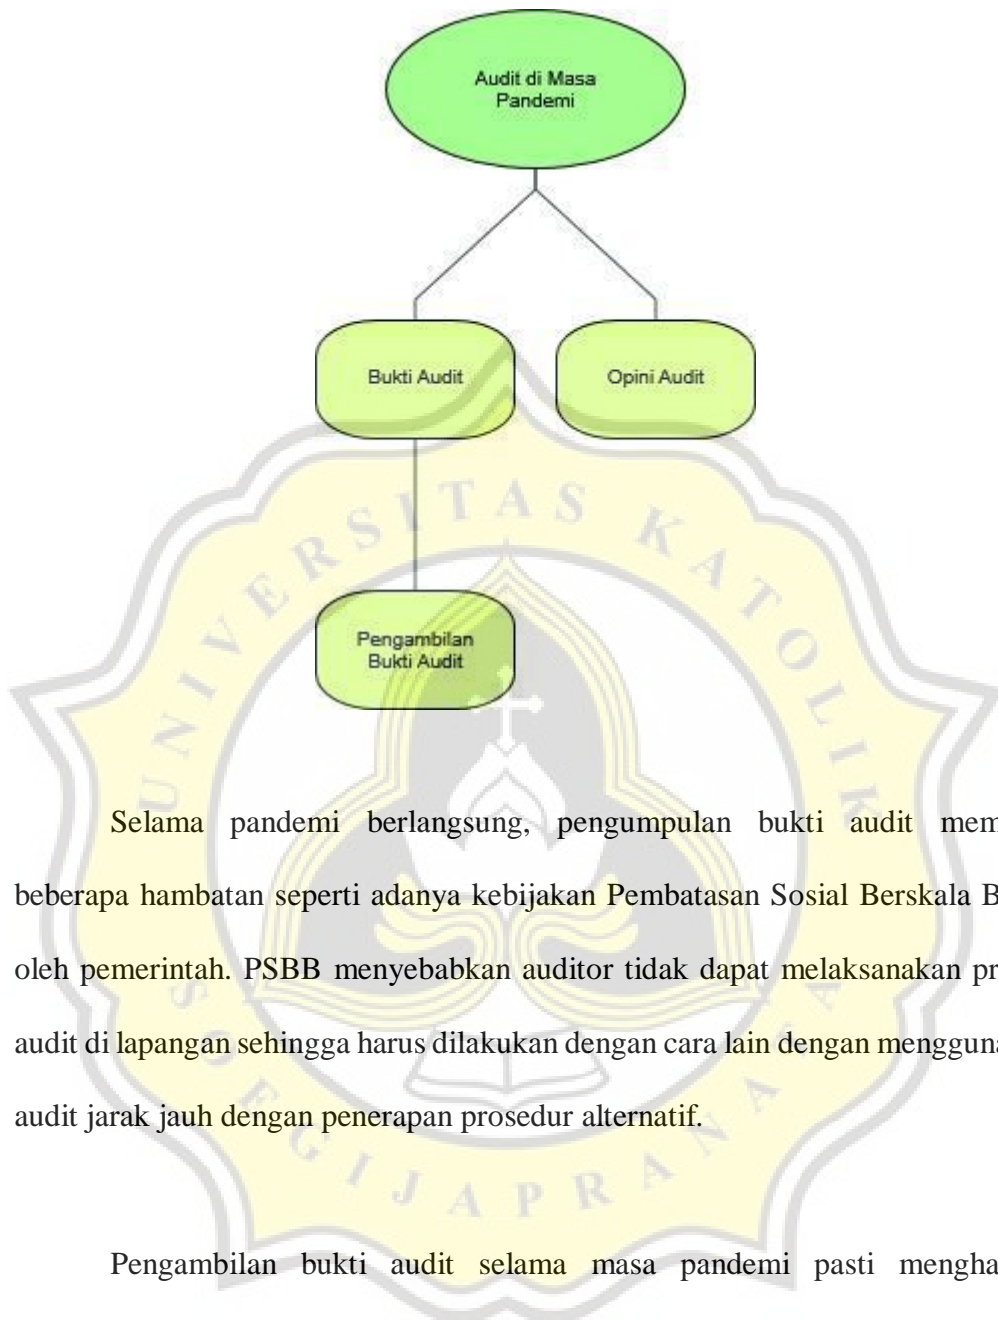 Audit di Masa
Pandemi
Bukti Audit
Opini Audit
Pengambilan
Bukti Audit
UNIVERSITAS KATOLIK
SOEGIJAPRANATA
Selama pandemi berlangsung, pengumpulan bukti audit mem
beberapa hambatan seperti adanya kebijakan Pembatasan Sosial Berskala B
oleh pemerintah. PSBB menyebabkan auditor tidak dapat melaksanakan pr
audit di lapangan sehingga harus dilakukan dengan cara lain dengan mengguna
audit jarak jauh dengan penerapan prosedur alternatif.
Pengambilan bukti audit selama masa pandemi pasti mengha